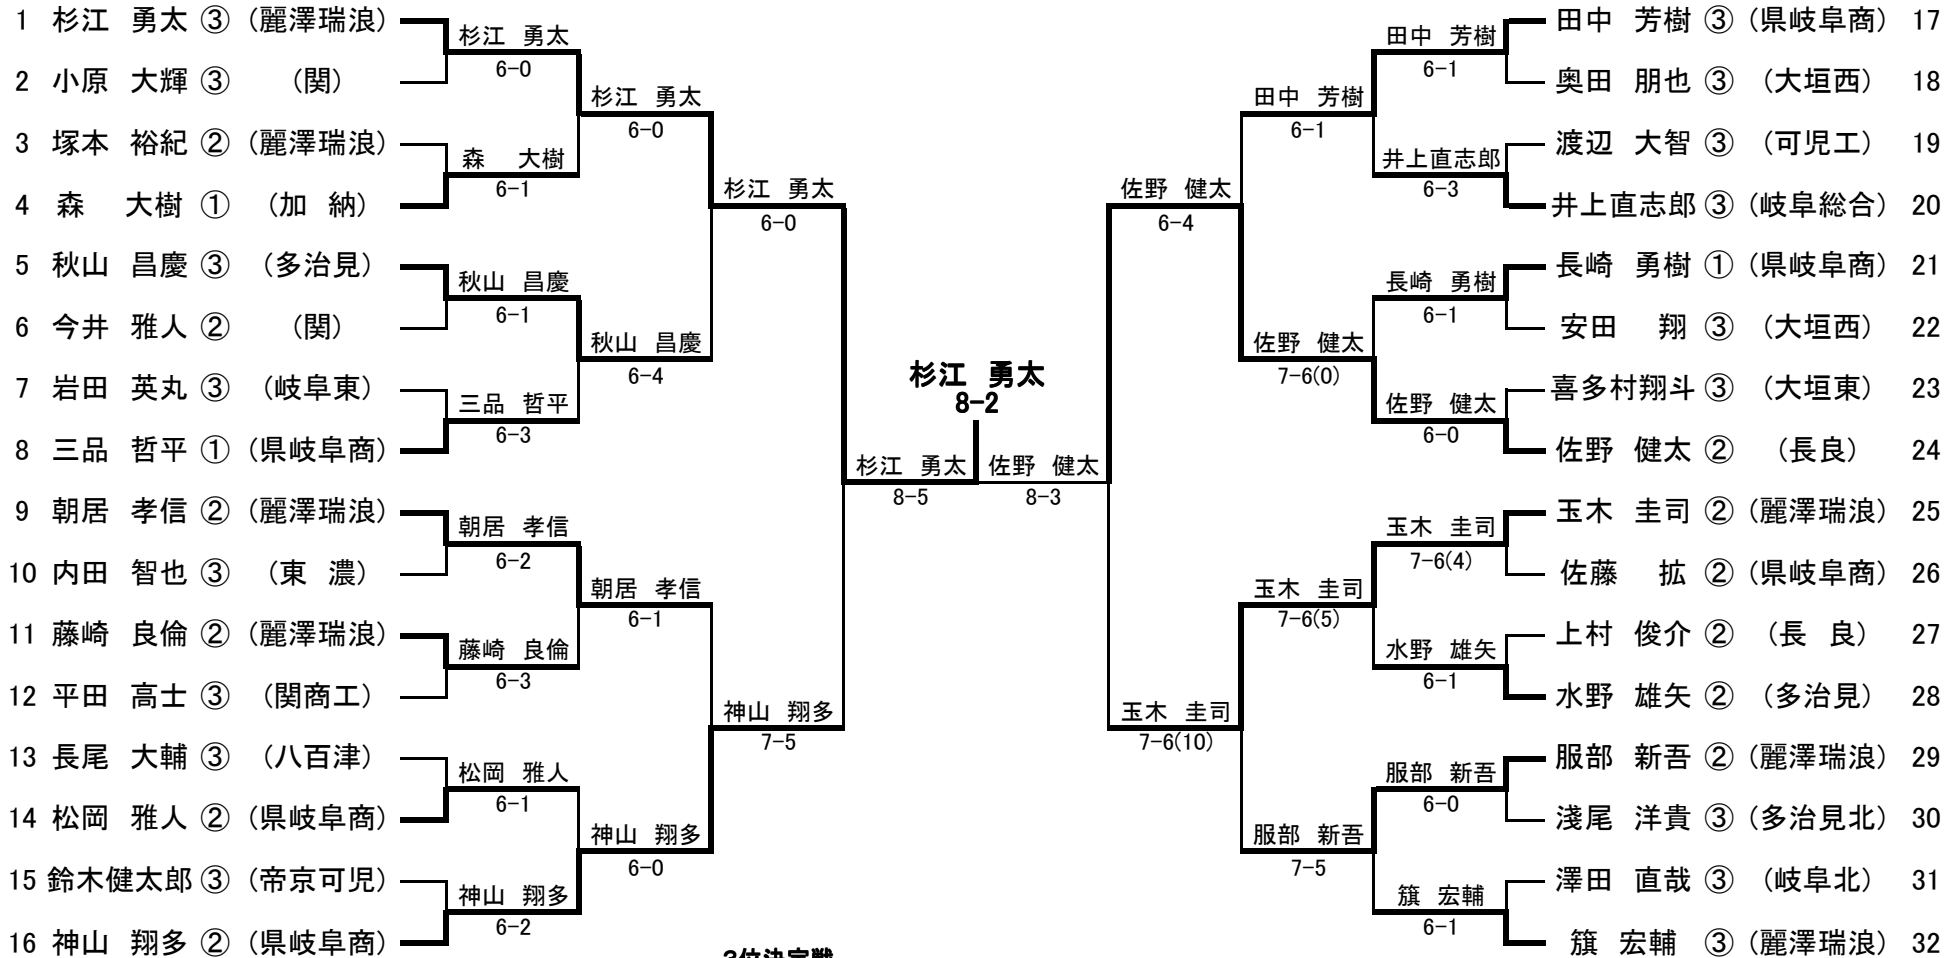 1 杉江 勇太 ③ (麗澤瑞浪)
2 小原 大輝 ③ (関)
3 塚本 裕紀 ② (麗澤瑞浪)
4 森 大樹 ① (加 納)
5 秋山 昌慶 ③ (多治見)
6 今井 雅人 ② (関)
7 岩田 英丸 ③ (岐阜東)
8 三品 哲平 ① (県岐阜商)
9 朝居 孝信 ② (麗澤瑞浪)
10 内田 智也 ③ (東 濃)
11 藤崎 良倫 ② (麗澤瑞浪)
12 平田 高士 ③ (関商工)
13 長尾 大輔 ③ (八百津)
14 松岡 雅人 ② (県岐阜商)
15 鈴木健太郎 ③ (帝京可児)
16 神山 翔多 ② (県岐阜商)
杉江 勇太
6-0
森 大樹
6-1
秋山 昌慶
6-1
三品 哲平
6-3
朝居 孝信
6-2
藤崎 良倫
6-3
松岡 雅人
6-1
神山 翔多
6-2
杉江 勇太
6-0
秋山 昌慶
6-4
朝居 孝信
6-1
神山 翔多
6-0
杉江 勇太
6-0
神山 翔多
7-5
杉江 勇太
8-5
杉江 勇太
8-2
佐野 健太
8-3
佐野 健太
6-4
玉木 圭司
7-6(10)
田中 芳樹
6-1
佐野 健太
7-6(0)
玉木 圭司
7-6(5)
服部 新吾
7-5
田中 芳樹
6-1
井上直志郎
6-3
長崎 勇樹
6-1
佐野 健太
6-0
玉木 圭司
7-6(4)
水野 雄矢
6-1
服部 新吾
6-0
籏 宏輔
6-1
田中 芳樹 ③ (県岐阜商) 17
奥田 朋也 ③ (大垣西) 18
渡辺 大智 ③ (可児工) 19
井上直志郎 ③ (岐阜総合) 20
長崎 勇樹 ① (県岐阜商) 21
安田 翔 ③ (大垣西) 22
喜多村翔斗 ③ (大垣東) 23
佐野 健太 ② (長良) 24
玉木 圭司 ② (麗澤瑞浪) 25
佐藤 拡 ② (県岐阜商) 26
上村 俊介 ② (長 良) 27
水野 雄矢 ② (多治見) 28
服部 新吾 ② (麗澤瑞浪) 29
淺尾 洋貴 ③ (多治見北) 30
澤田 直哉 ③ (岐阜北) 31
籏 宏輔 ③ (麗澤瑞浪) 32
3位決定戦